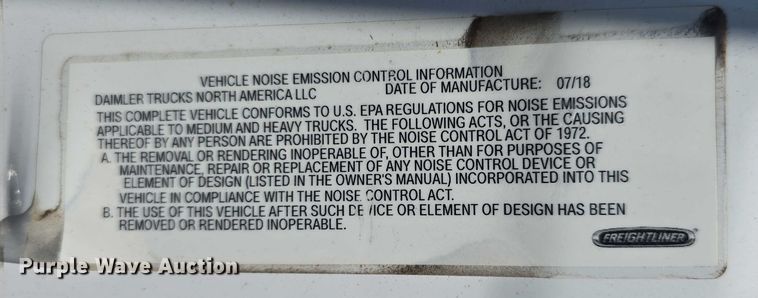 VEHICLE NOISE EMISSION CONTROL INFORMATION
DAIMLER TRUCKS NORTH AMERICA LLC DATE OF MANUFACTURE: 07/18
THIS COMPLETE VEHICLE CONFORMS TO U.S. EPA REGULATIONS FOR NOISE EMISSIONS
APPLICABLE TO MEDIUM AND HEAVY TRUCKS. THE FOLLOWING ACTS, OR THE CAUSING
THEREOF BY ANY PERSON ARE PROHIBITED BY THE NOISE CONTROL ACT OF 1972.
A. THE REMOVAL OR RENDERING INOPERABLE OF, OTHER THAN FOR PURPOSES OF
MAINTENANCE, REPAIR OR REPLACEMENT OF ANY NOISE CONTROL DEVICE OR
ELEMENT OF DESIGN (LISTED IN THE OWNER'S MANUAL) INCORPORATED INTO THIS
VEHICLE IN COMPLIANCE WITH THE NOISE CONTROL ACT.
B. THE USE OF THIS VEHICLE AFTER SUCH DEVICE OR ELEMENT OF DESIGN HAS BEEN
REMOVED OR RENDERED INOPERABLE.
FREIGHTLINER
Purple Wave Auction